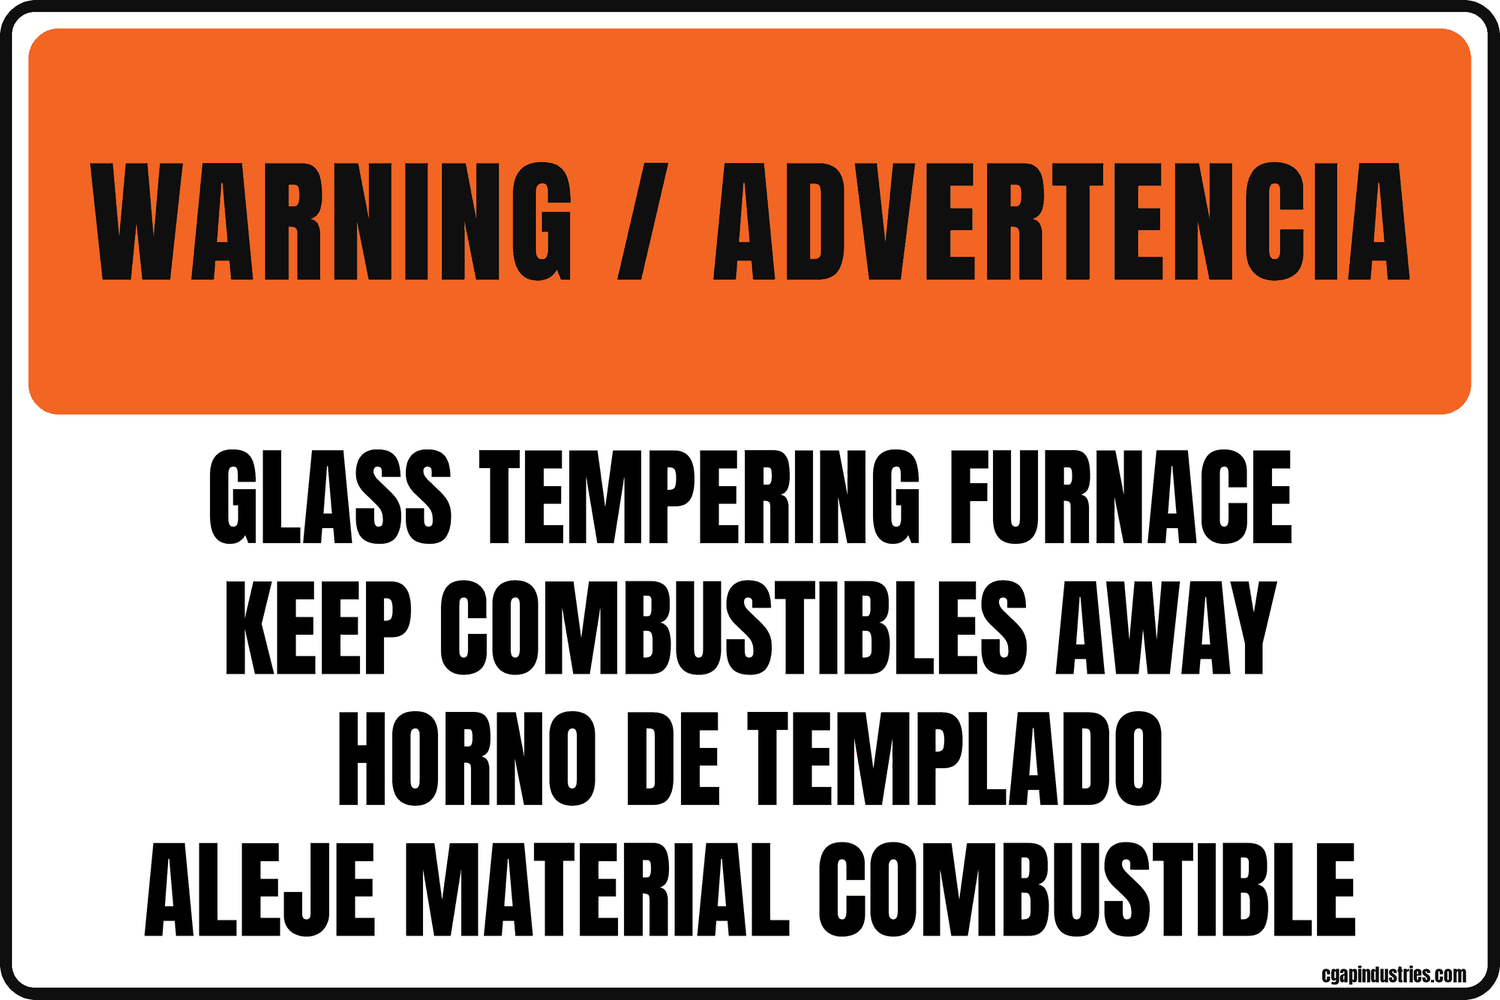 WARNING / ADVERTENCIA
GLASS TEMPERING FURNACE
KEEP COMBUSTIBLES AWAY
HORNO DE TEMPLADO
ALEJE MATERIAL COMBUSTIBLE
cgapindustries.com